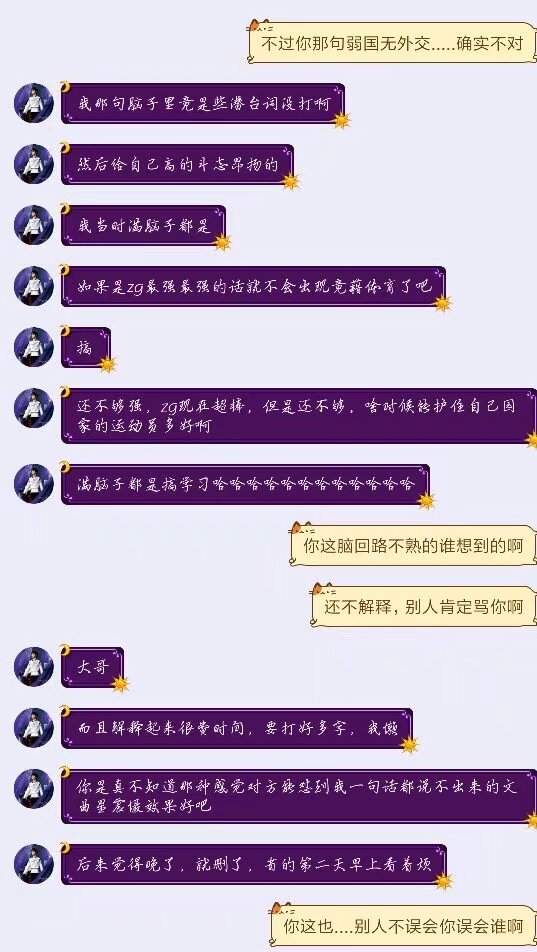 不过你那句弱国无外交.....确实不对
我那句脑子里竟是些潜台词没打啊
然后给自己高的斗志昂扬的
我当时满脑子都是
如果是zg最强最强的话就不会出现竟藉体育了吧
搞
还不够强，zg现在超棒，但是还不够，啥时候能护住自己国
家的运动员多好啊
满脑子都是搞学习哈哈哈哈哈哈哈哈哈哈哈哈
你这脑回路不熟的谁想到的啊
还不解释，别人肯定骂你啊
大哥
而且解释起来很费时间，要打好多字，我懒
你是真不知道那种感觉对方能怼到我一句话都说不出来的文
曲星震慑效果好吧
后来觉得晚了，就删了，省的第二天早上看着烦
你这也....别人不误会你误会谁啊